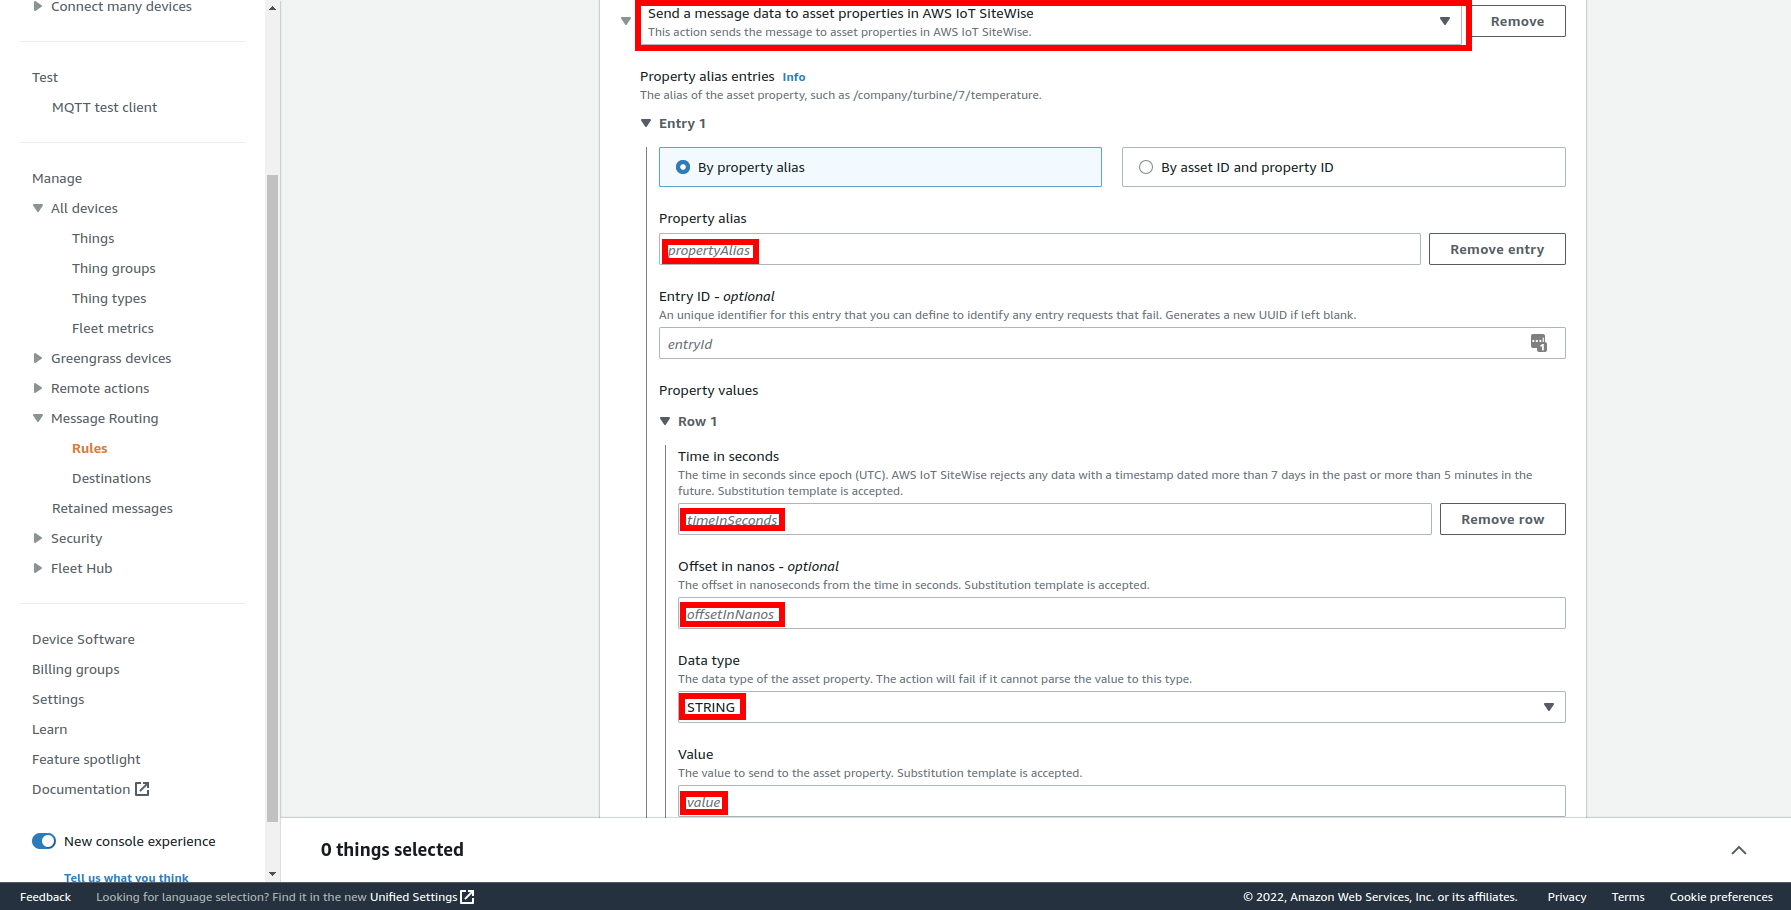 Connect many devices
Test
MQTT test client
Manage
All devices
Things
Thing groups
Thing types
Fleet metrics
Greengrass devices
Remote actions
Message Routing
Rules
Destinations
Retained messages
Security
Fleet Hub
Device Software
Billing groups
Settings
Learn
Feature spotlight
Documentation
New console experience
Tell us what you think
Send a message data to asset properties in AWS IoT SiteWise
This action sends the message to asset properties in AWS IoT SiteWise.
Remove
Property alias entries Info
The alias of the asset property, such as /company/turbine/7/temperature.
Entry 1
By property alias
By asset ID and property ID
Property alias
propertyAlias
Remove entry
Entry ID - optional
An unique identifier for this entry that you can define to identify any entry requests that fail. Generates a new UUID if left blank.
entryId
1
Property values
Row 1
Time in seconds
The time in seconds since epoch (UTC). AWS IoT SiteWise rejects any data with a timestamp dated more than 7 days in the past or more than 5 minutes in the
future. Substitution template is accepted.
timeInSeconds
Remove row
Offset in nanos - optional
The offset in nanoseconds from the time in seconds. Substitution template is accepted.
offsetInNanos
Data type
The data type of the asset property. The action will fail if it cannot parse the value to this type.
STRING
Value
The value to send to the asset property. Substitution template is accepted.
value
0 things selected
Feedback Looking for language selection? Find it in the new Unified Settings © 2022, Amazon Web Services, Inc. or its affiliates. Privacy Terms Cookie preferences